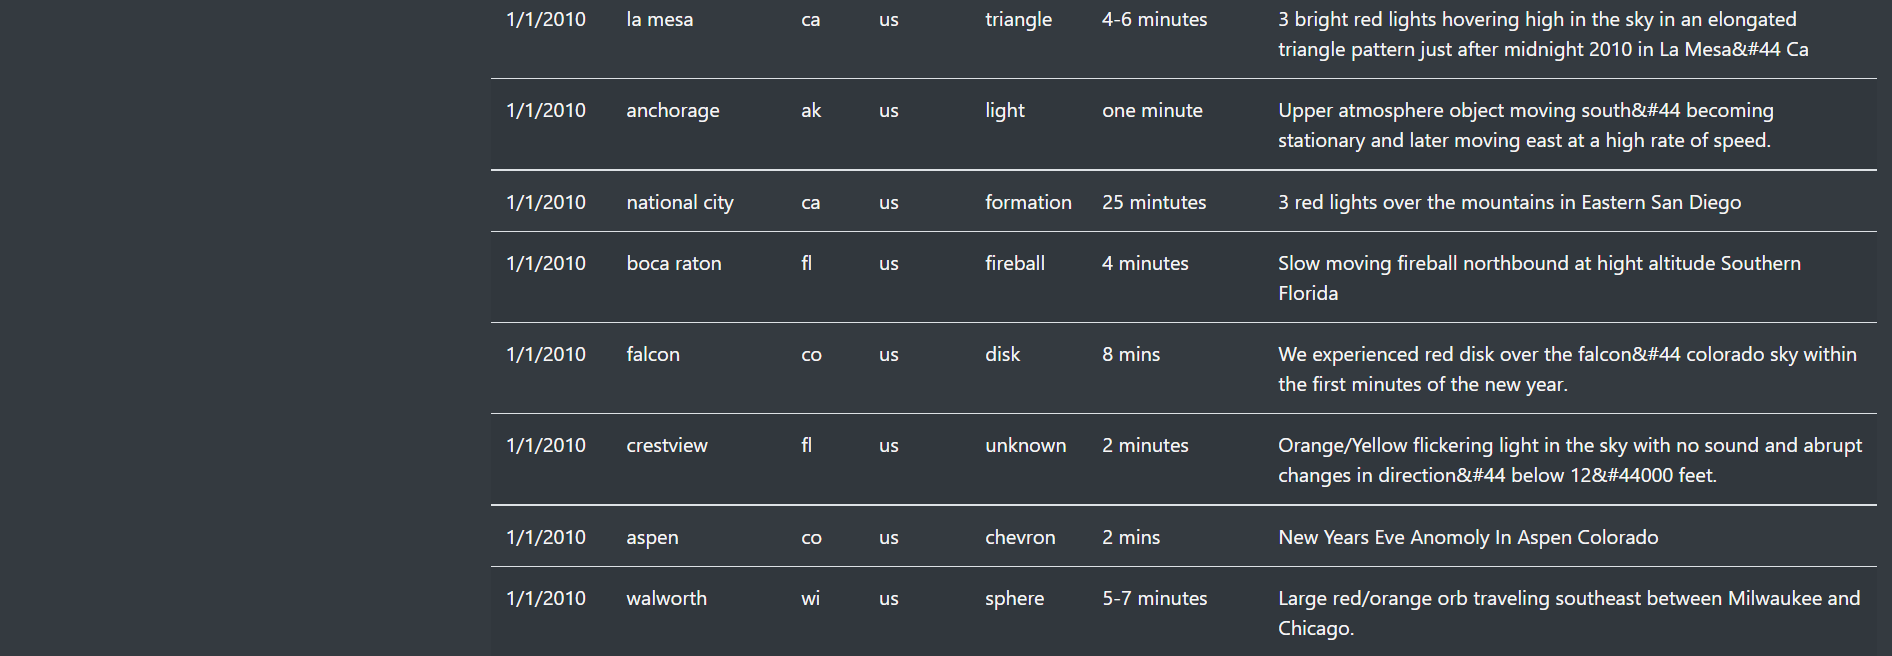 1/1/2010 la mesa ca us triangle 4-6 minutes 3 bright red lights hovering high in the sky in an elongated
triangle pattern just after midnight 2010 in La Mesa&#44 Ca
1/1/2010 anchorage ak us light one minute Upper atmosphere object moving south&#44 becoming
stationary and later moving east at a high rate of speed.
1/1/2010 national city ca us formation 25 mintutes 3 red lights over the mountains in Eastern San Diego
1/1/2010 boca raton fl us fireball 4 minutes Slow moving fireball northbound at hight altitude Southern
Florida
1/1/2010 falcon co us disk 8 mins We experienced red disk over the falcon&#44 colorado sky within
the first minutes of the new year.
1/1/2010 crestview fl us unknown 2 minutes Orange/Yellow flickering light in the sky with no sound and abrupt
changes in direction&#44 below 12&#44000 feet.
1/1/2010 aspen co us chevron 2 mins New Years Eve Anomoly In Aspen Colorado
1/1/2010 walworth wi us sphere 5-7 minutes Large red/orange orb traveling southeast between Milwaukee and
Chicago.